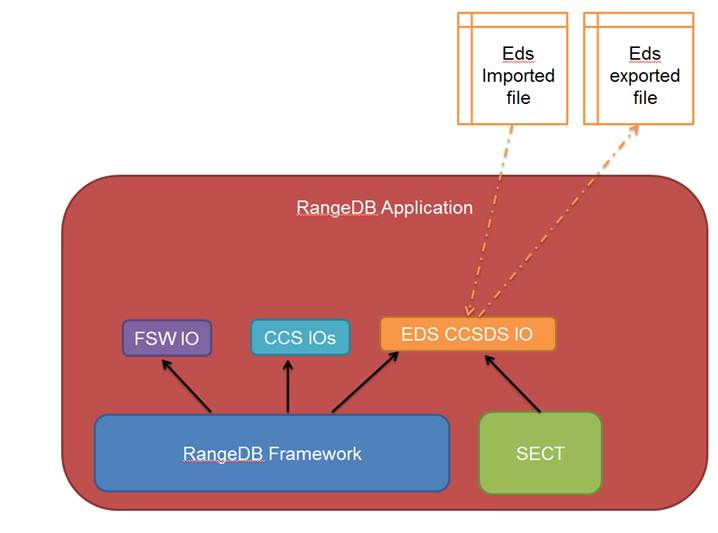 Eds
Imported
file
Eds
exported
file
RangeDB Application
FSW IO
CCS IOs
EDS CCSDS IO
RangeDB Framework
SECT